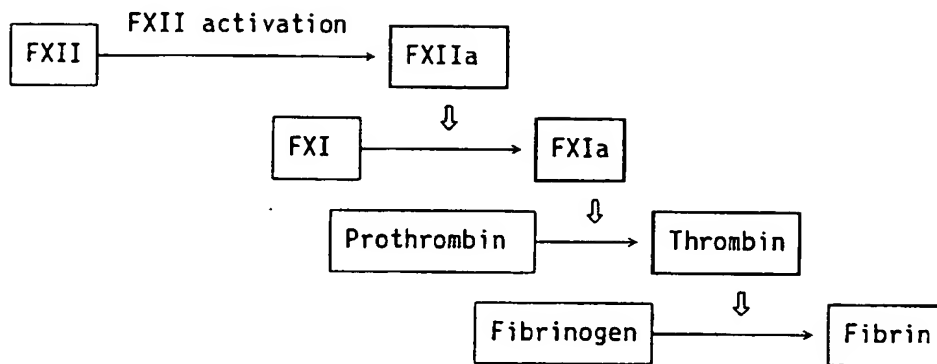 FXII activation
FXII
FXIIa
FXI
FXIa
Prothrombin
Thrombin
Fibrinogen
Fibrin